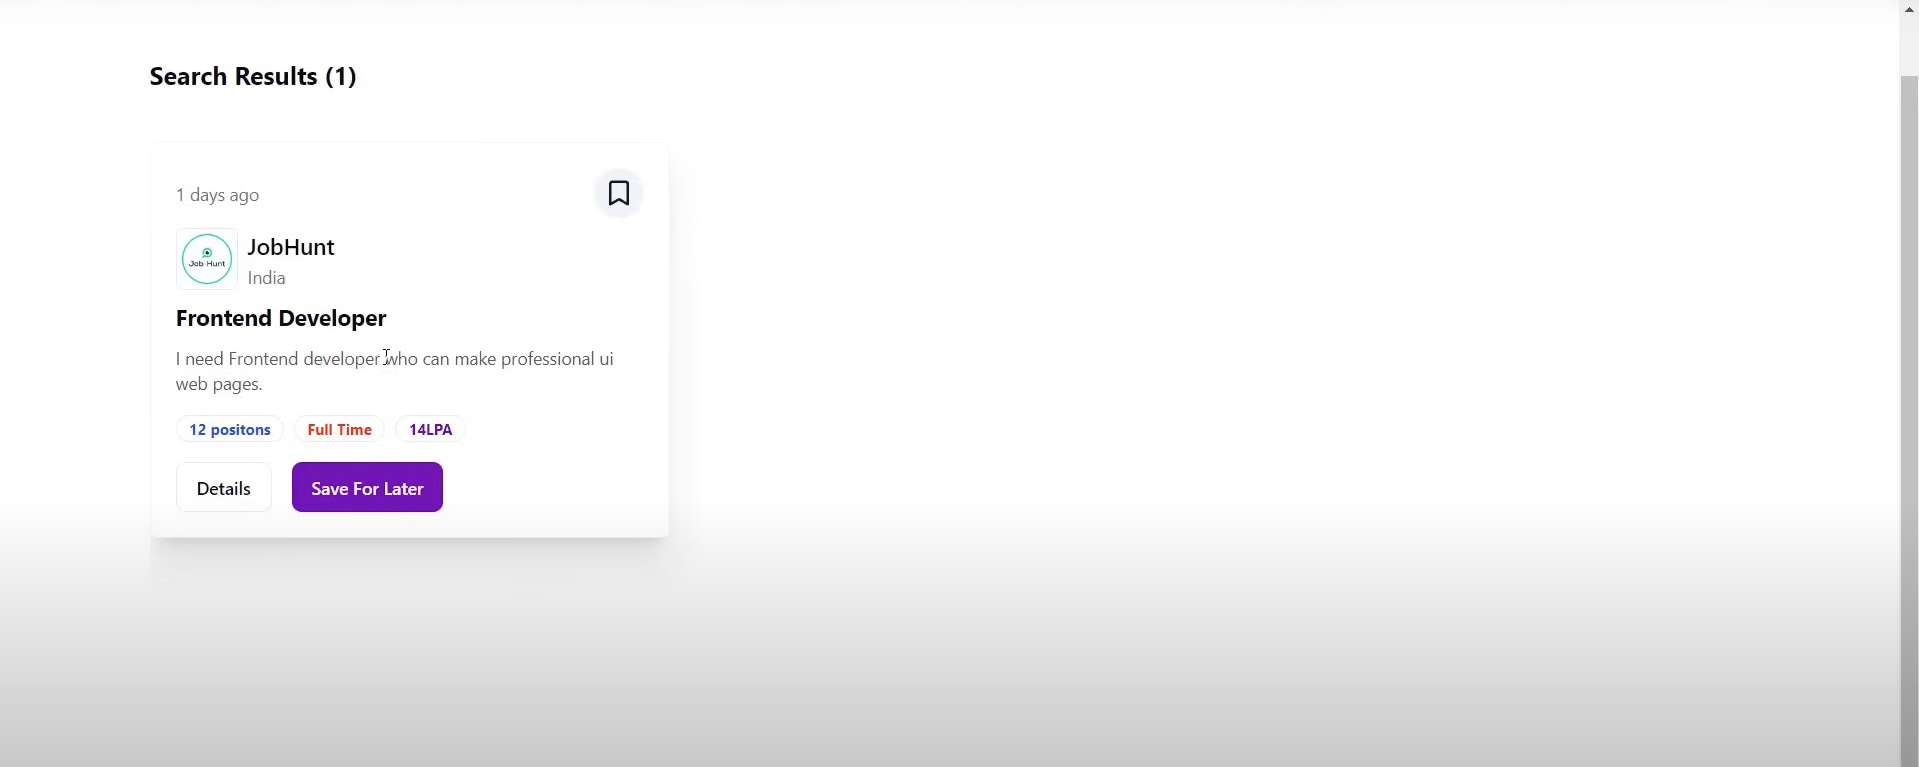 Search Results (1)
1 days ago
Job Hunt
JobHunt
India
Frontend Developer
I need Frontend developer who can make professional ui
web pages.
12 positons
Full Time
14LPA
Details
Save For Later